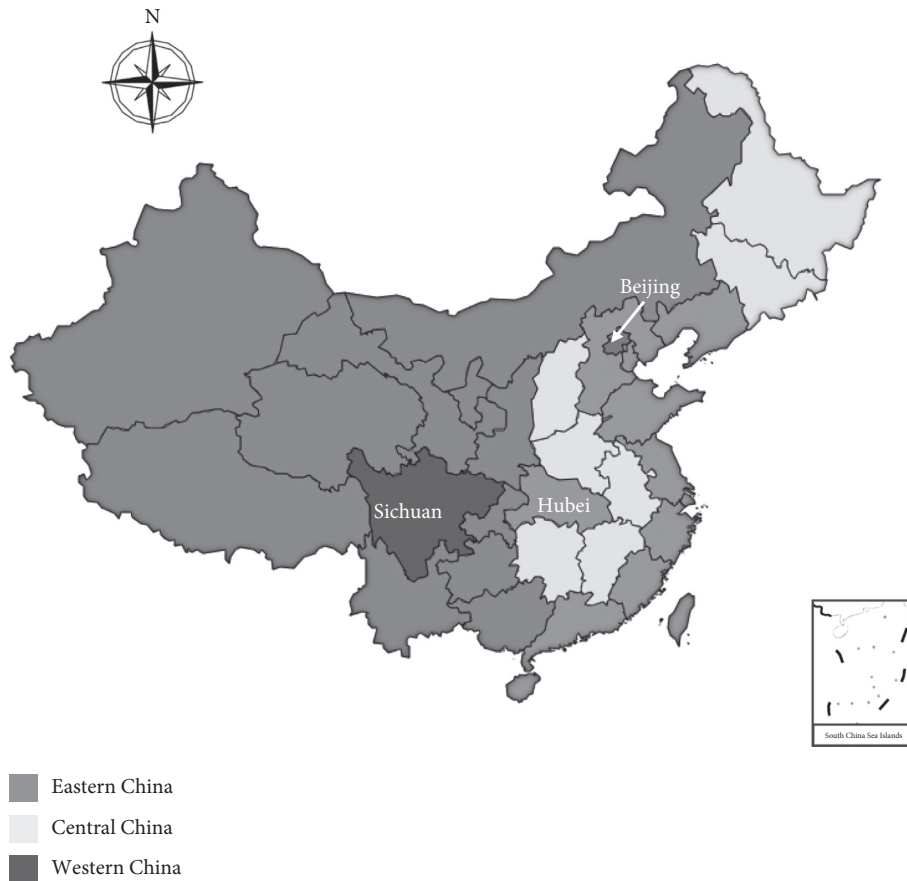 N
Beijing
Sichuan
Hubei
South China Sea Islands
Eastern China
Central China
Western China